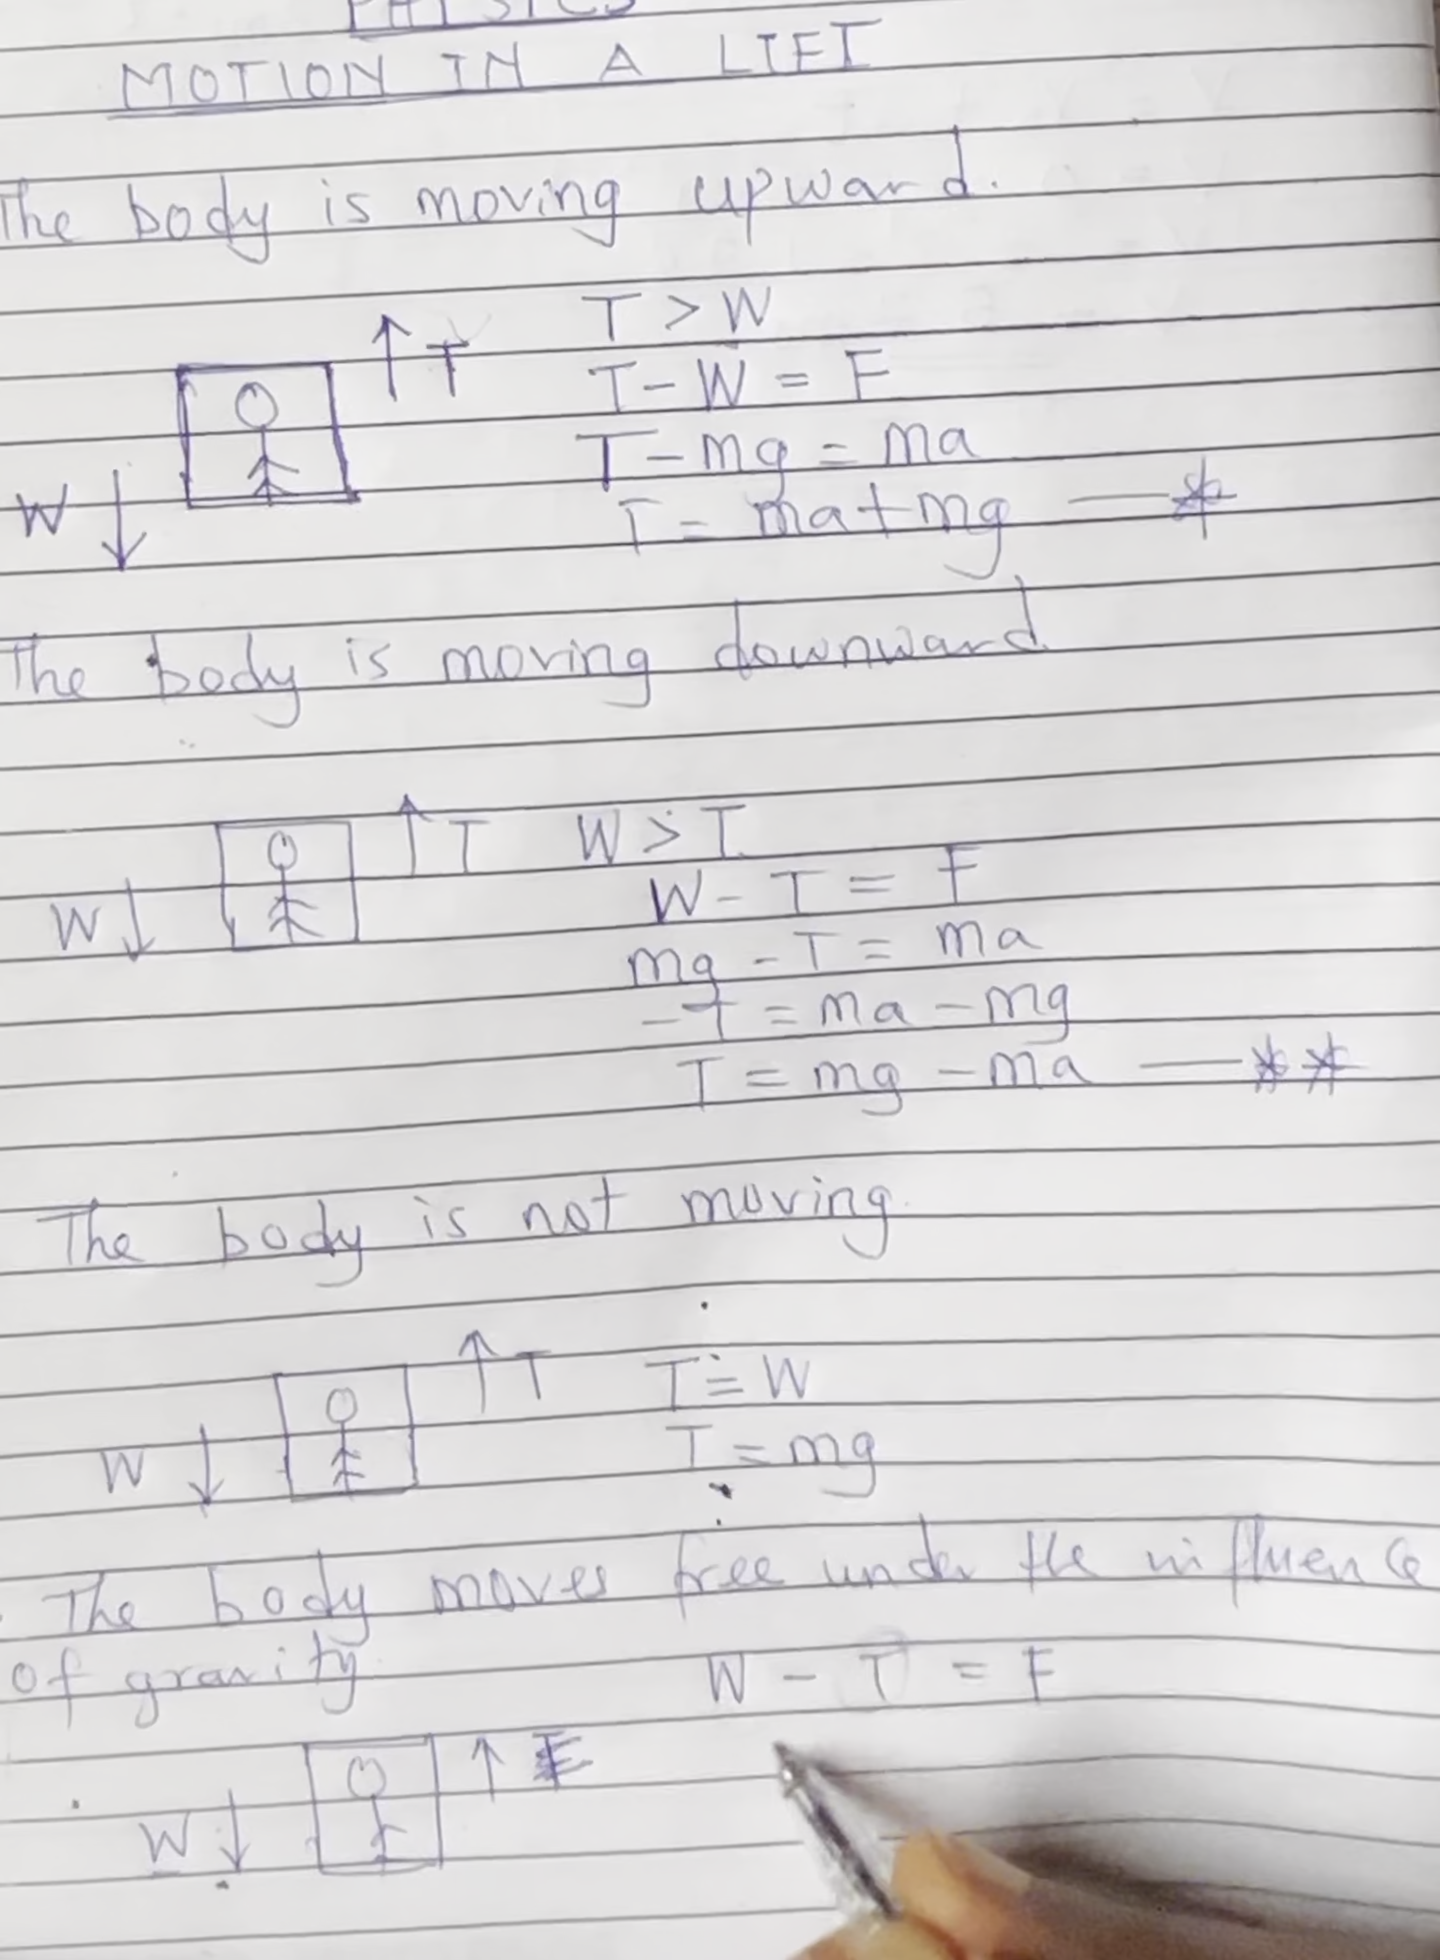 PHYSICS
MOTION IN A LIFT
The body is moving upward.
T > W
↑ T
T - W = F
T - mg = ma
W ↓
T = ma + mg — *
The body is moving downward
↑ T W > T
W ↓
W - T = F
mg - T = ma
-T = ma - mg
T = mg - ma — **
The body is not moving.
↑ T T = W
W ↓
T = mg
The body moves free under the influence
of gravity
W - T = F
↑
W ↓